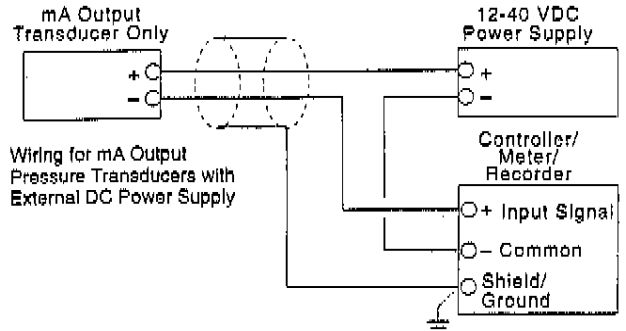 mA Output
Transducer Only
+
−
12-40 VDC
Power Supply
+
−
Wiring for mA Output
Pressure Transducers with
External DC Power Supply
Controller/
Meter/
Recorder
+ Input Signal
− Common
Shield/
Ground